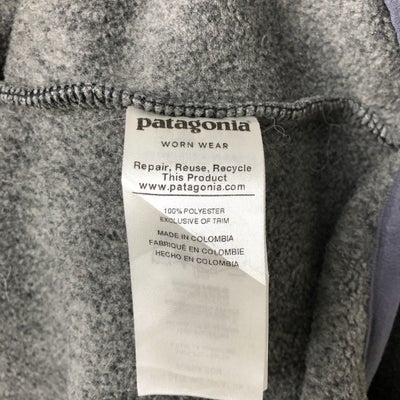 patagonia
WORN WEAR
Repair, Reuse, Recycle
This Product
www.patagonia.com
100% POLYESTER
EXCLUSIVE OF TRIM
MADE IN COLOMBIA
FABRIQUÉ EN COLOMBIE
HECHO EN COLOMBIA